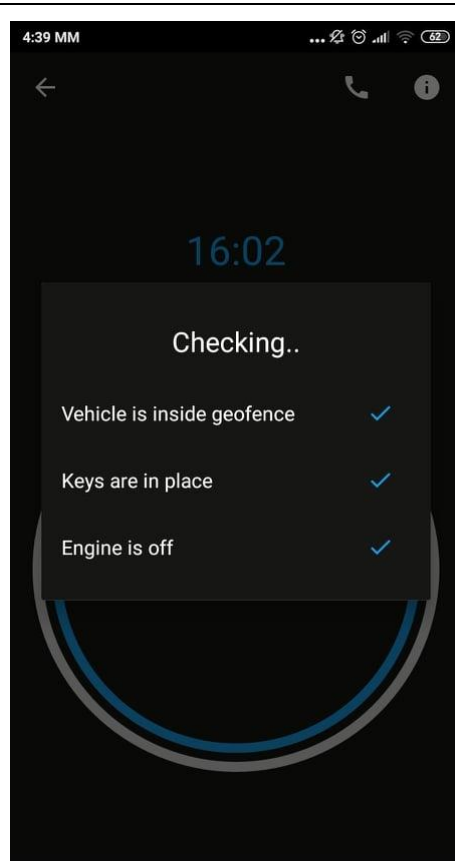 4:39 MM
62
16:02
Checking..
Vehicle is inside geofence
Keys are in place
Engine is off